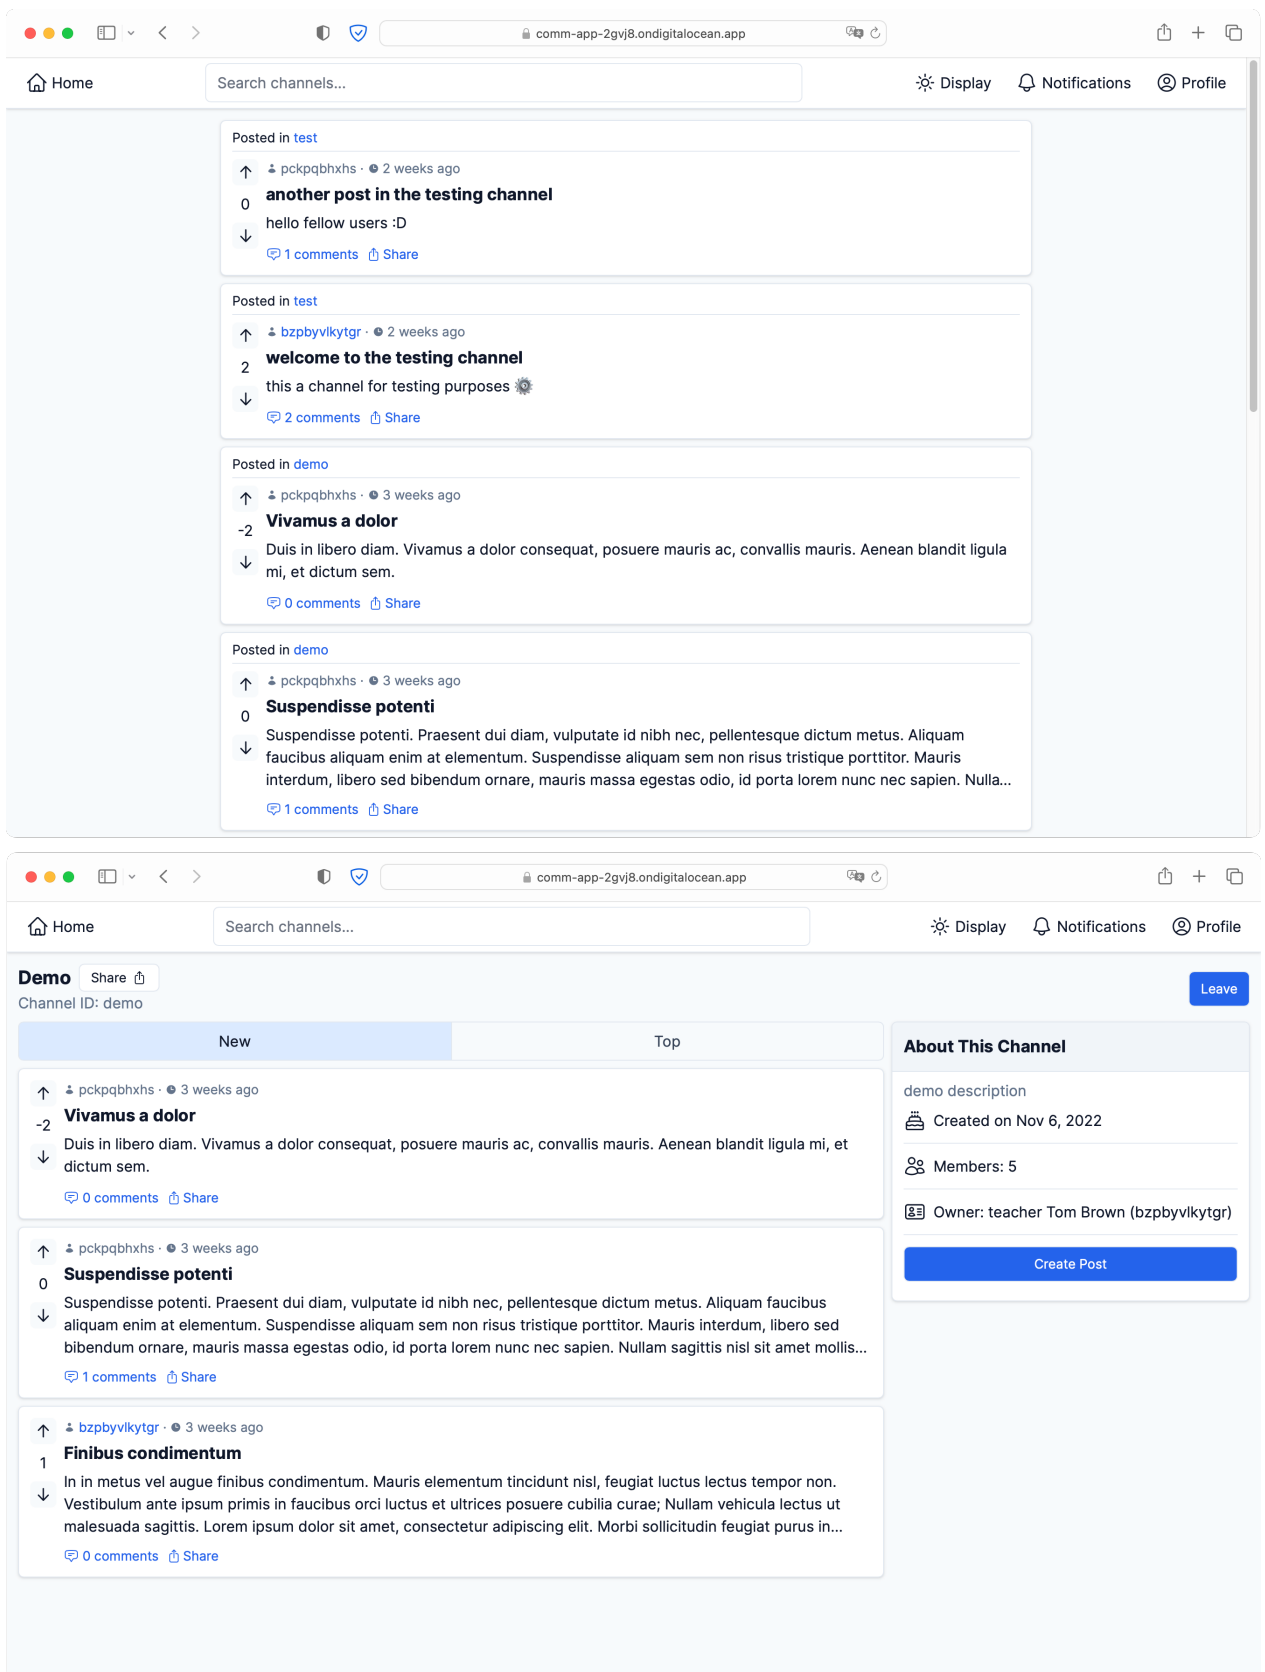 comm-app-2gvj8.ondigitalocean.app
Home
Search channels...
Display
Notifications
Profile
Posted in test
pckpqbhxhs · 2 weeks ago
another post in the testing channel
0
hello fellow users :D
1 comments Share
Posted in test
bzpbyvlkytgr · 2 weeks ago
welcome to the testing channel
2
this a channel for testing purposes ⚙️
2 comments Share
Posted in demo
pckpqbhxhs · 3 weeks ago
Vivamus a dolor
-2
Duis in libero diam. Vivamus a dolor consequat, posuere mauris ac, convallis mauris. Aenean blandit ligula
mi, et dictum sem.
0 comments Share
Posted in demo
pckpqbhxhs · 3 weeks ago
Suspendisse potenti
0
Suspendisse potenti. Praesent dui diam, vulputate id nibh nec, pellentesque dictum metus. Aliquam
faucibus aliquam enim at elementum. Suspendisse aliquam sem non risus tristique porttitor. Mauris
interdum, libero sed bibendum ornare, mauris massa egestas odio, id porta lorem nunc nec sapien. Nulla...
1 comments Share
comm-app-2gvj8.ondigitalocean.app
Home
Search channels...
Display
Notifications
Profile
Demo
Share
Channel ID: demo
Leave
New
Top
pckpqbhxhs · 3 weeks ago
Vivamus a dolor
-2
Duis in libero diam. Vivamus a dolor consequat, posuere mauris ac, convallis mauris. Aenean blandit ligula mi, et
dictum sem.
0 comments Share
pckpqbhxhs · 3 weeks ago
Suspendisse potenti
0
Suspendisse potenti. Praesent dui diam, vulputate id nibh nec, pellentesque dictum metus. Aliquam faucibus
aliquam enim at elementum. Suspendisse aliquam sem non risus tristique porttitor. Mauris interdum, libero sed
bibendum ornare, mauris massa egestas odio, id porta lorem nunc nec sapien. Nullam sagittis nisl sit amet mollis...
1 comments Share
bzpbyvlkytgr · 3 weeks ago
Finibus condimentum
1
In in metus vel augue finibus condimentum. Mauris elementum tincidunt nisl, feugiat luctus lectus tempor non.
Vestibulum ante ipsum primis in faucibus orci luctus et ultrices posuere cubilia curae; Nullam vehicula lectus ut
malesuada sagittis. Lorem ipsum dolor sit amet, consectetur adipiscing elit. Morbi sollicitudin feugiat purus in...
0 comments Share
About This Channel
demo description
Created on Nov 6, 2022
Members: 5
Owner: teacher Tom Brown (bzpbyvlkytgr)
Create Post